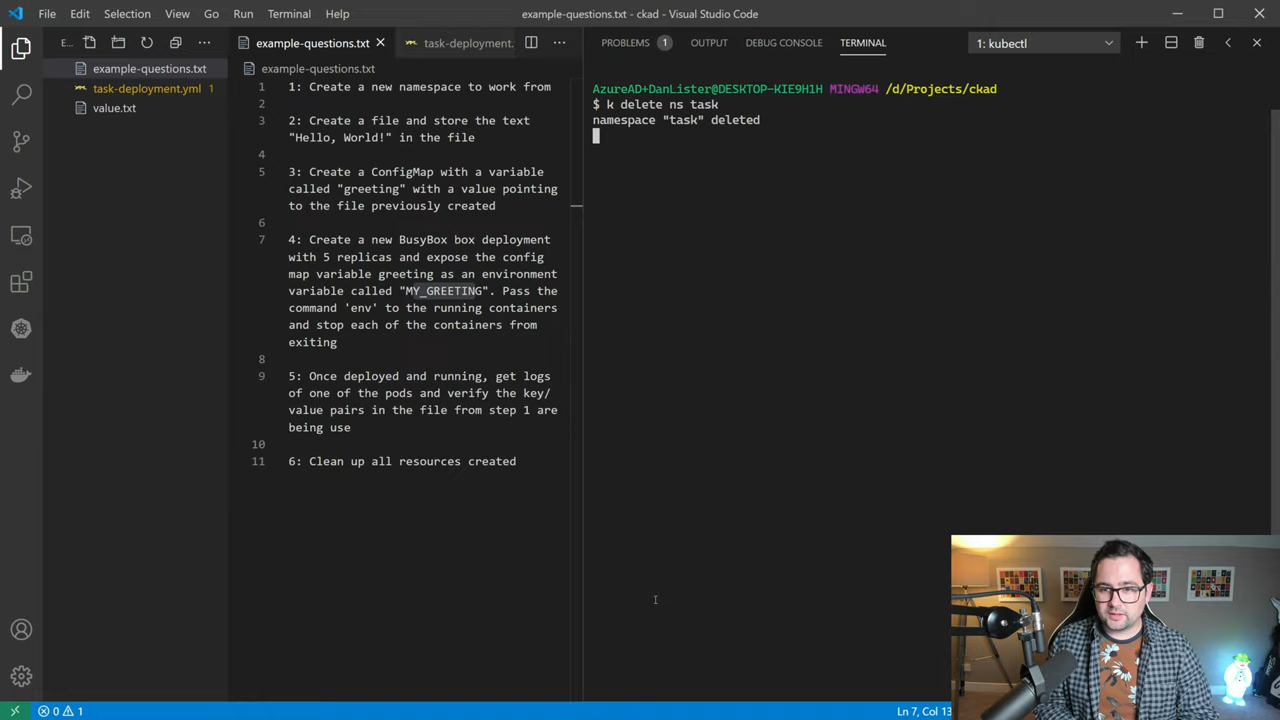 File Edit Selection View Go Run Terminal Help
example-questions.txt - ckad - Visual Studio Code
E...
example-questions.txt
task-deployment.yml 1
value.txt
example-questions.txt
task-deployment.
example-questions.txt
1 1: Create a new namespace to work from
2
3 2: Create a file and store the text
"Hello, World!" in the file
4
5 3: Create a ConfigMap with a variable
called "greeting" with a value pointing
to the file previously created
6
7 4: Create a new BusyBox box deployment
with 5 replicas and expose the config
map variable greeting as an environment
variable called "MY_GREETING". Pass the
command 'env' to the running containers
and stop each of the containers from
exiting
8
9 5: Once deployed and running, get logs
of one of the pods and verify the key/
value pairs in the file from step 1 are
being use
10
11 6: Clean up all resources created
PROBLEMS 1 OUTPUT DEBUG CONSOLE TERMINAL
1: kubectl
AzureAD+DanLister@DESKTOP-KIE9H1H MINGW64 /d/Projects/ckad
$ k delete ns task
namespace "task" deleted
0 1
Ln 7, Col 13